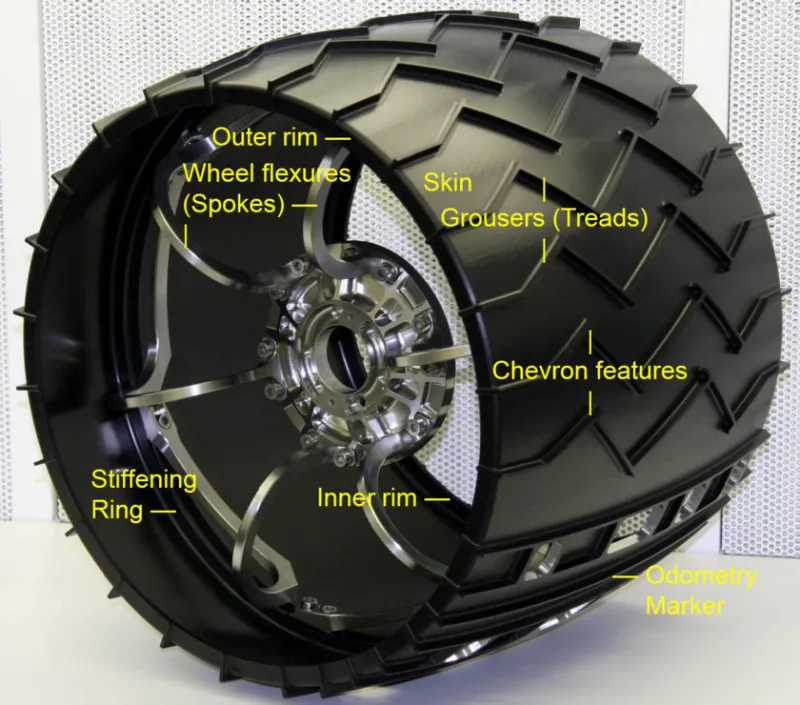 Outer rim
Wheel flexures
(Spokes)
Skin
Grousers (Treads)
Chevron features
Stiffening
Ring
Inner rim
Odometry
Marker